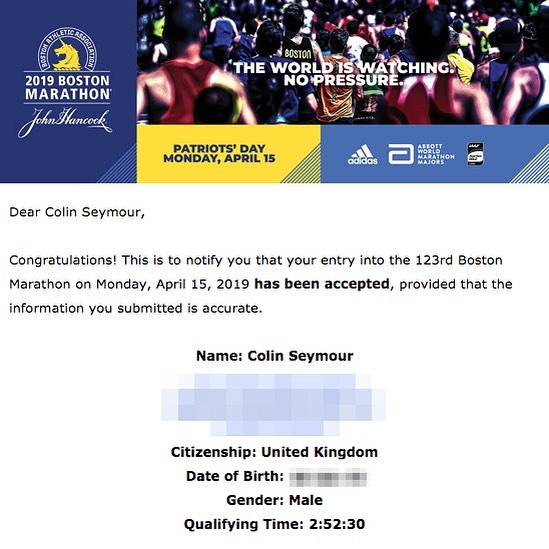 BOSTON ATHLETIC ASSOCIATION
2019 BOSTON
MARATHON
John Hancock
BOSTON
THE WORLD IS WATCHING.
NO PRESSURE.
PATRIOTS' DAY
MONDAY, APRIL 15
adidas
ABBOTT
WORLD
MARATHON
MAJORS
Dear Colin Seymour,
Congratulations! This is to notify you that your entry into the 123rd Boston
Marathon on Monday, April 15, 2019 has been accepted, provided that the
information you submitted is accurate.
Name: Colin Seymour
Citizenship: United Kingdom
Date of Birth:
Gender: Male
Qualifying Time: 2:52:30